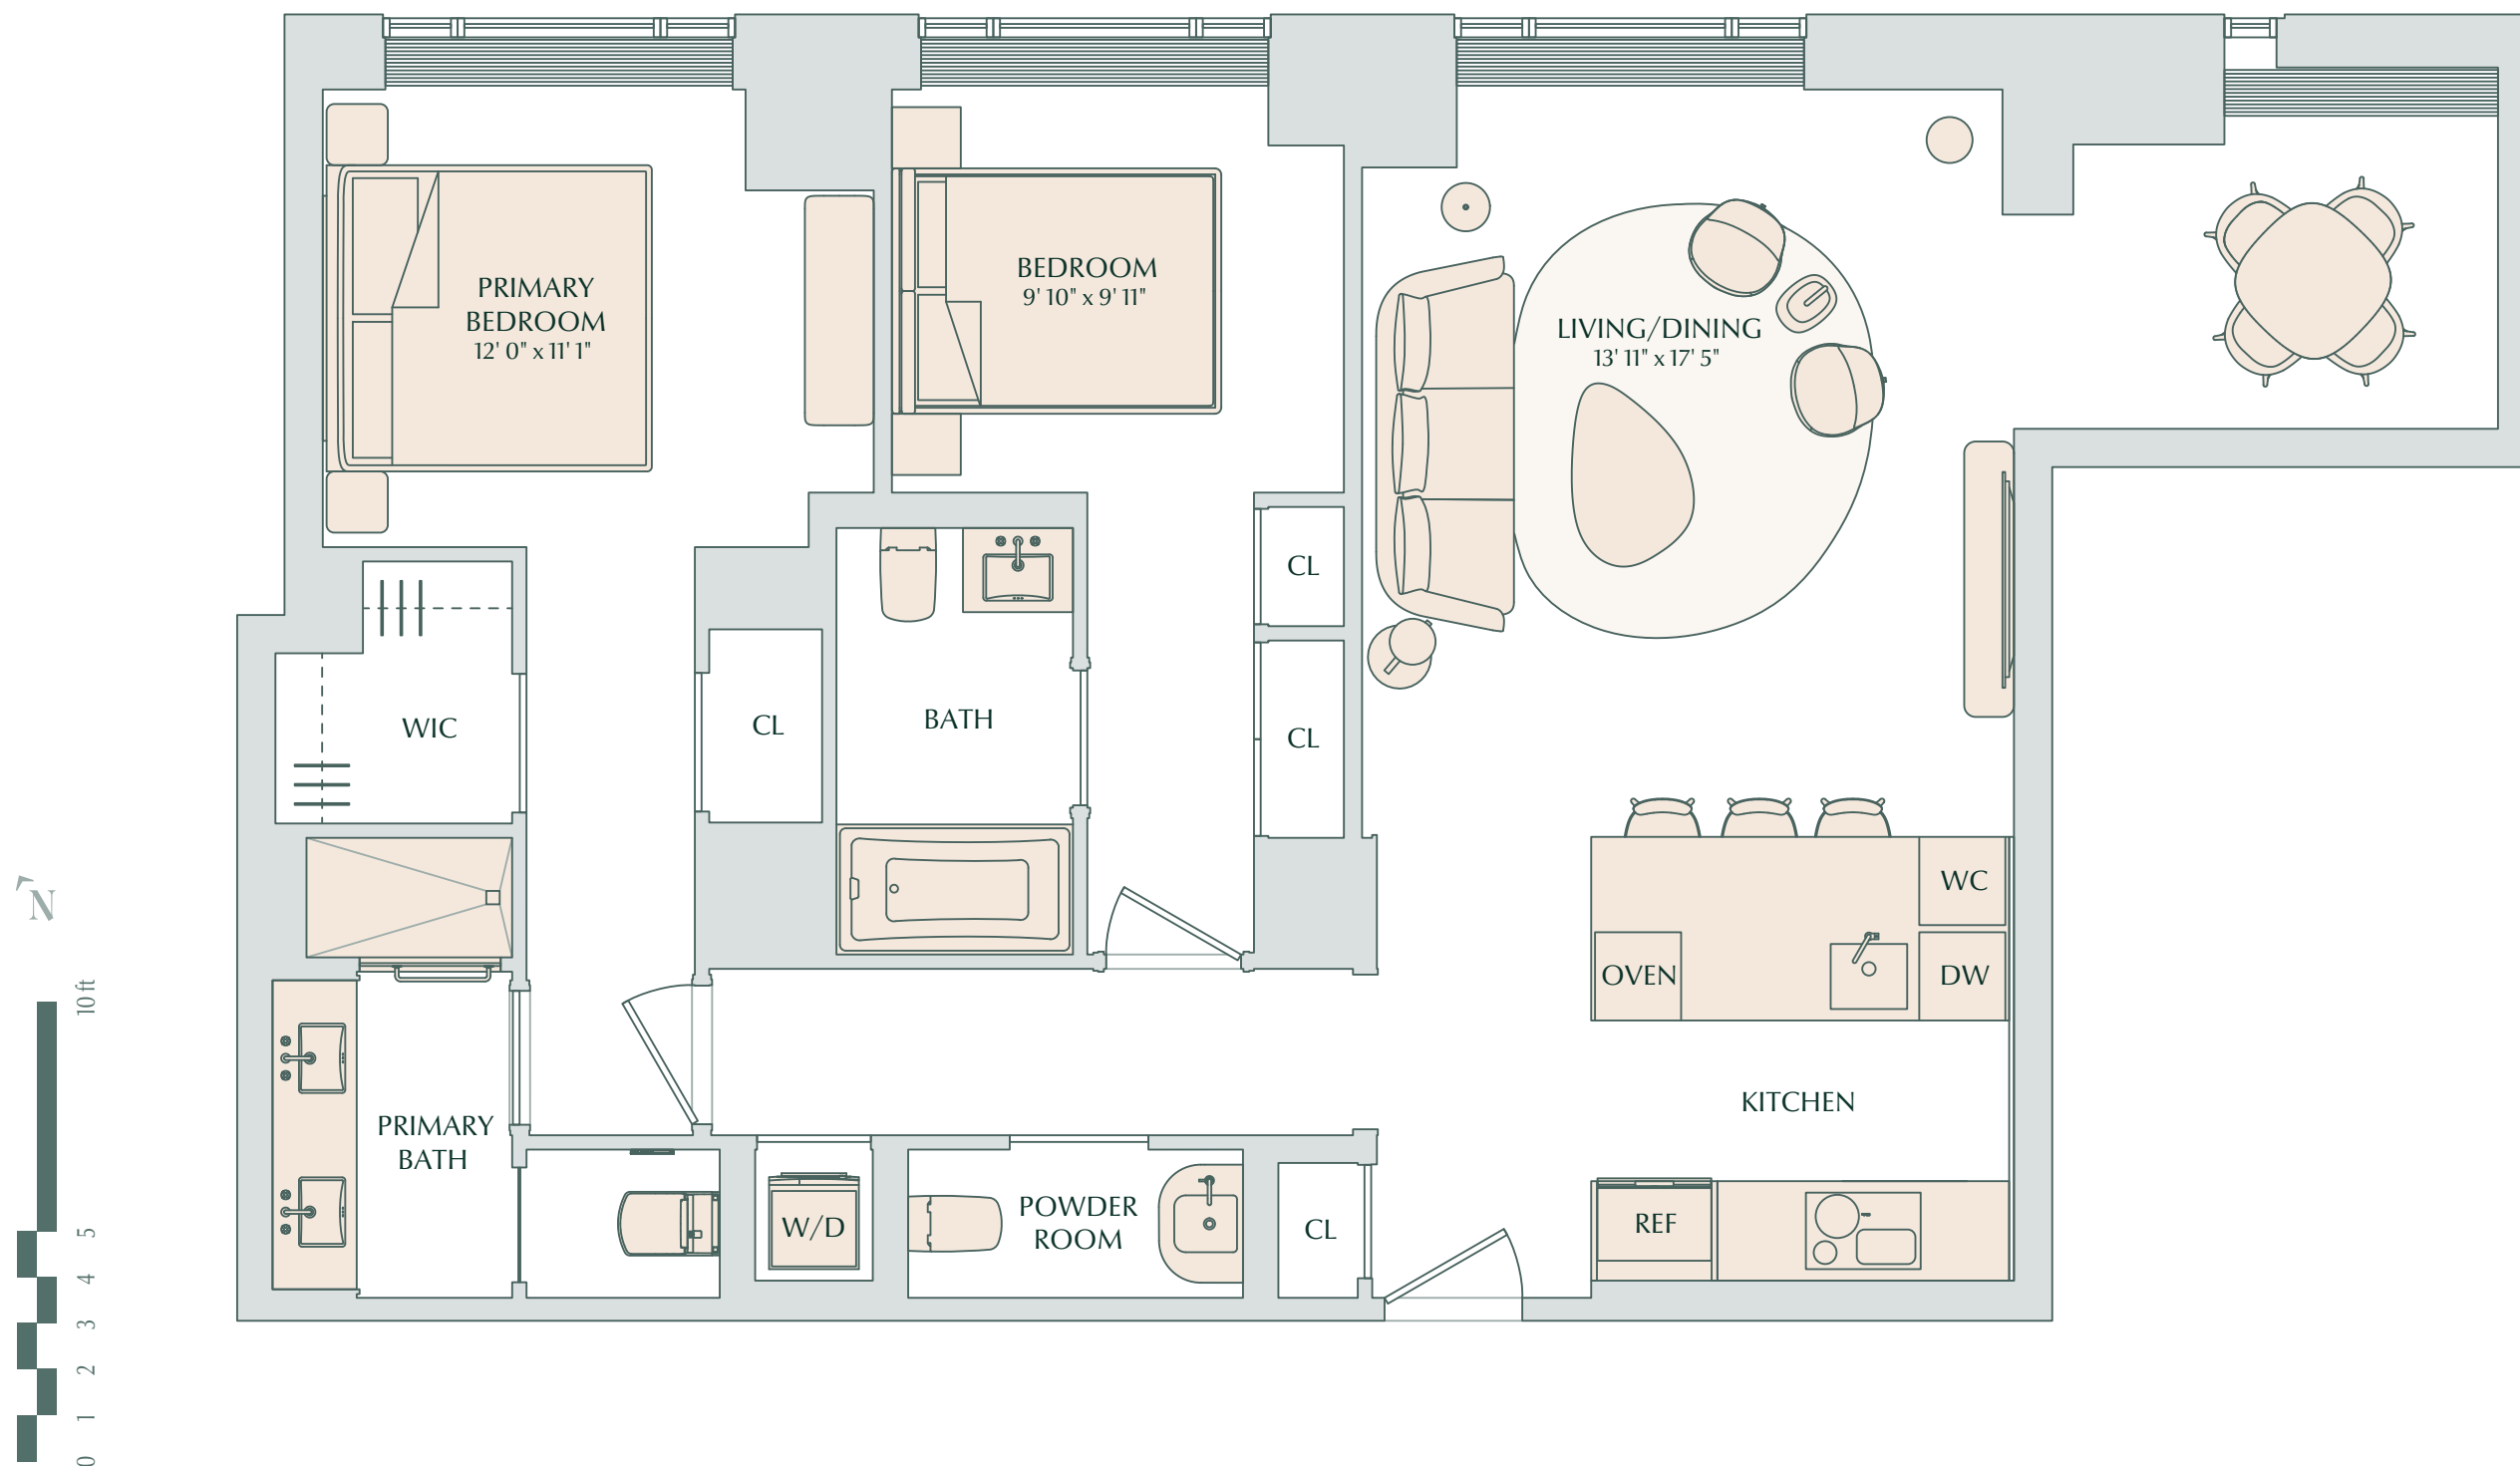 PRIMARY
BEDROOM
12' 0" x 11' 1"
BEDROOM
9' 10" x 9' 11"
LIVING/DINING
13' 11" x 17' 5"
CL
WIC
CL
BATH
CL
WC
OVEN
DW
KITCHEN
PRIMARY
BATH
POWDER
ROOM
W/D
CL
REF
N
10 ft
5
4
3
2
1
0